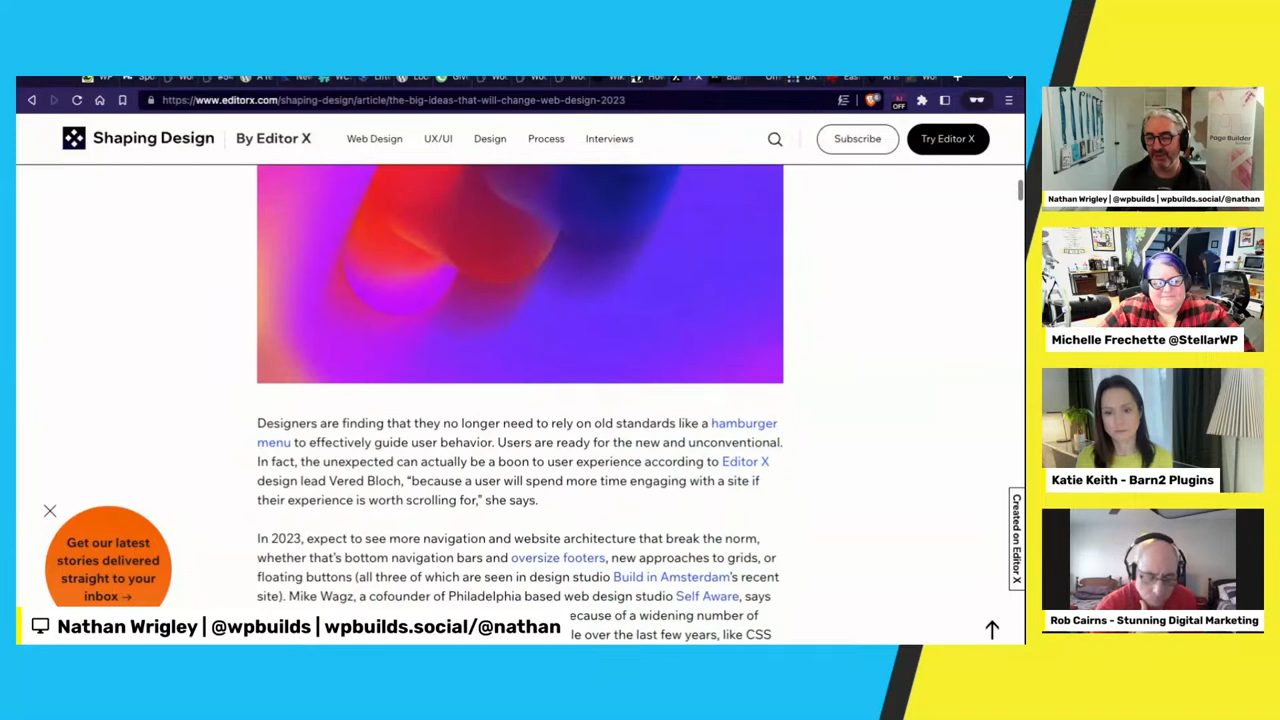 https://www.editorx.com/shaping-design/article/the-big-ideas-that-will-change-web-design-2023
OFF
Shaping Design
By Editor X
Web Design
UX/UI
Design
Process
Interviews
Subscribe
Try Editor X
Designers are finding that they no longer need to rely on old standards like a hamburger
menu to effectively guide user behavior. Users are ready for the new and unconventional.
In fact, the unexpected can actually be a boon to user experience according to Editor X
design lead Vered Bloch, “because a user will spend more time engaging with a site if
their experience is worth scrolling for,” she says.
In 2023, expect to see more navigation and website architecture that break the norm,
whether that’s bottom navigation bars and oversize footers, new approaches to grids, or
floating buttons (all three of which are seen in design studio Build in Amsterdam’s recent
site). Mike Wagz, a cofounder of Philadelphia based web design studio Self Aware, says
ecause of a widening number of
le over the last few years, like CSS
Get our latest
stories delivered
straight to your
inbox →
Created on Editor X
Nathan Wrigley | @wpbuilds | wpbuilds.social/@nathan
Page Builder
Nathan Wrigley | @wpbuilds | wpbuilds.social/@nathan
Michelle Frechette @StellarWP
Katie Keith - Barn2 Plugins
Rob Cairns - Stunning Digital Marketing